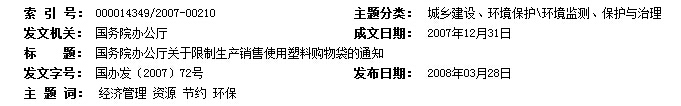 索 引 号： 000014349/2007-00210 主题分类： 城乡建设、环境保护\环境监测、保护与治理
发文机关： 国务院办公厅 成文日期： 2007年12月31日
标 题： 国务院办公厅关于限制生产销售使用塑料购物袋的通知
发文字号： 国办发（2007）72号 发布日期： 2008年03月28日
主 题 词： 经济管理 资源 节约 环保